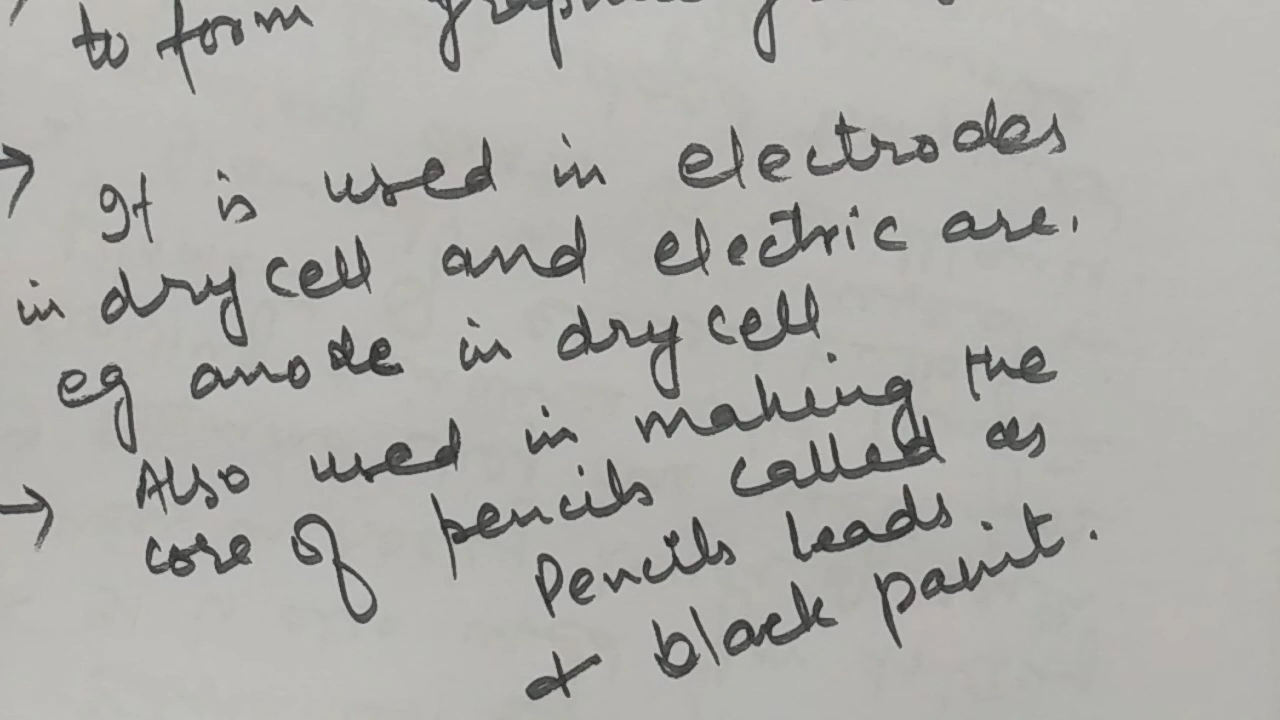 to form
→ It is used in electrodes
in dry cell and electric arc.
eg anode in dry cell
→ Also used in making the
core of pencils called as
Pencils leads.
& black paint.